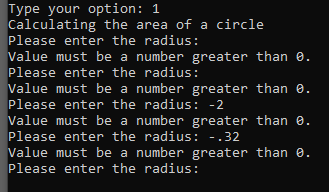 Type your option: 1
Calculating the area of a circle
Please enter the radius:
Value must be a number greater than 0.
Please enter the radius:
Value must be a number greater than 0.
Please enter the radius: -2
Value must be a number greater than 0.
Please enter the radius: -.32
Value must be a number greater than 0.
Please enter the radius: